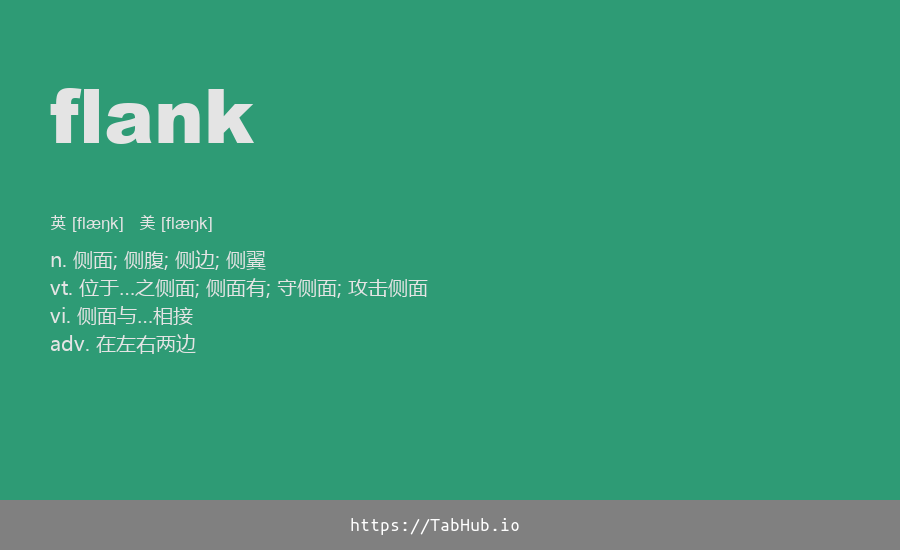 flank
英 [flæŋk] 美 [flæŋk]
n. 侧面; 侧腹; 侧边; 侧翼
vt. 位于…之侧面; 侧面有; 守侧面; 攻击侧面
vi. 侧面与…相接
adv. 在左右两边
https://TabHub.io